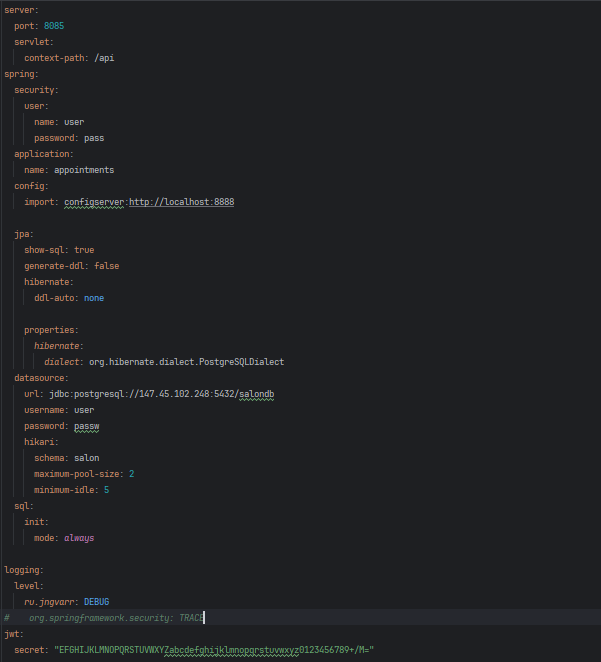 server:
  port: 8085
  servlet:
    context-path: /api
spring:
  security:
    user:
      name: user
      password: pass
  application:
    name: appointments
  config:
    import: configserver:http://localhost:8888

  jpa:
    show-sql: true
    generate-ddl: false
    hibernate:
      ddl-auto: none

    properties:
      hibernate:
        dialect: org.hibernate.dialect.PostgreSQLDialect
  datasource:
    url: jdbc:postgresql://147.45.102.248:5432/salondb
    username: user
    password: passw
    hikari:
      schema: salon
      maximum-pool-size: 2
      minimum-idle: 5
  sql:
    init:
      mode: always

logging:
  level:
    ru.jngvarr: DEBUG
#    org.springframework.security: TRACE
jwt:
  secret: "EFGHIJKLMNOPQRSTUVWXYZabcdefghijklmnopqrstuvwxyz0123456789+/M="